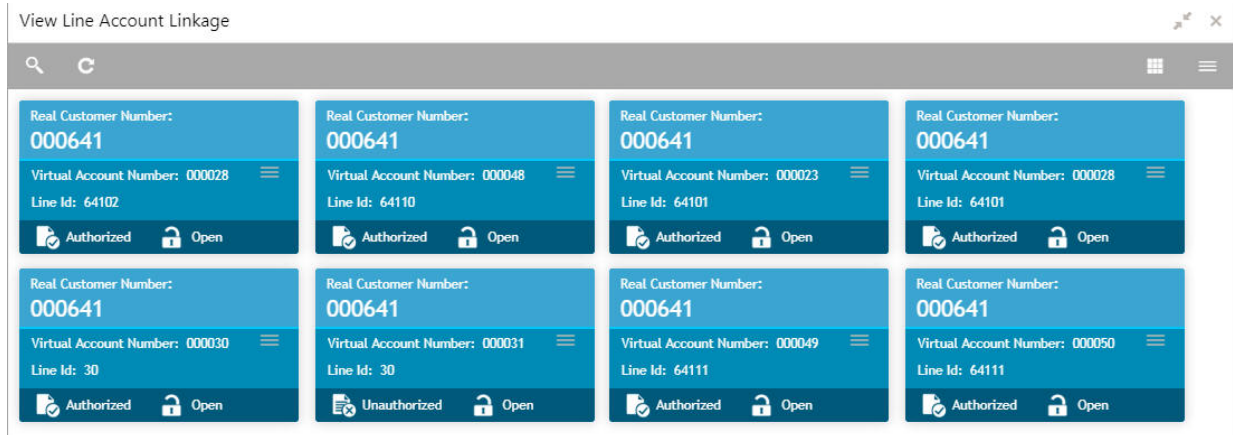 View Line Account Linkage
Real Customer Number:
000641
Virtual Account Number: 000028
Line Id: 64102
Authorized Open
Real Customer Number:
000641
Virtual Account Number: 000048
Line Id: 64110
Authorized Open
Real Customer Number:
000641
Virtual Account Number: 000023
Line Id: 64101
Authorized Open
Real Customer Number:
000641
Virtual Account Number: 000028
Line Id: 64101
Authorized Open
Real Customer Number:
000641
Virtual Account Number: 000030
Line Id: 30
Authorized Open
Real Customer Number:
000641
Virtual Account Number: 000031
Line Id: 30
Unauthorized Open
Real Customer Number:
000641
Virtual Account Number: 000049
Line Id: 64111
Authorized Open
Real Customer Number:
000641
Virtual Account Number: 000050
Line Id: 64111
Authorized Open